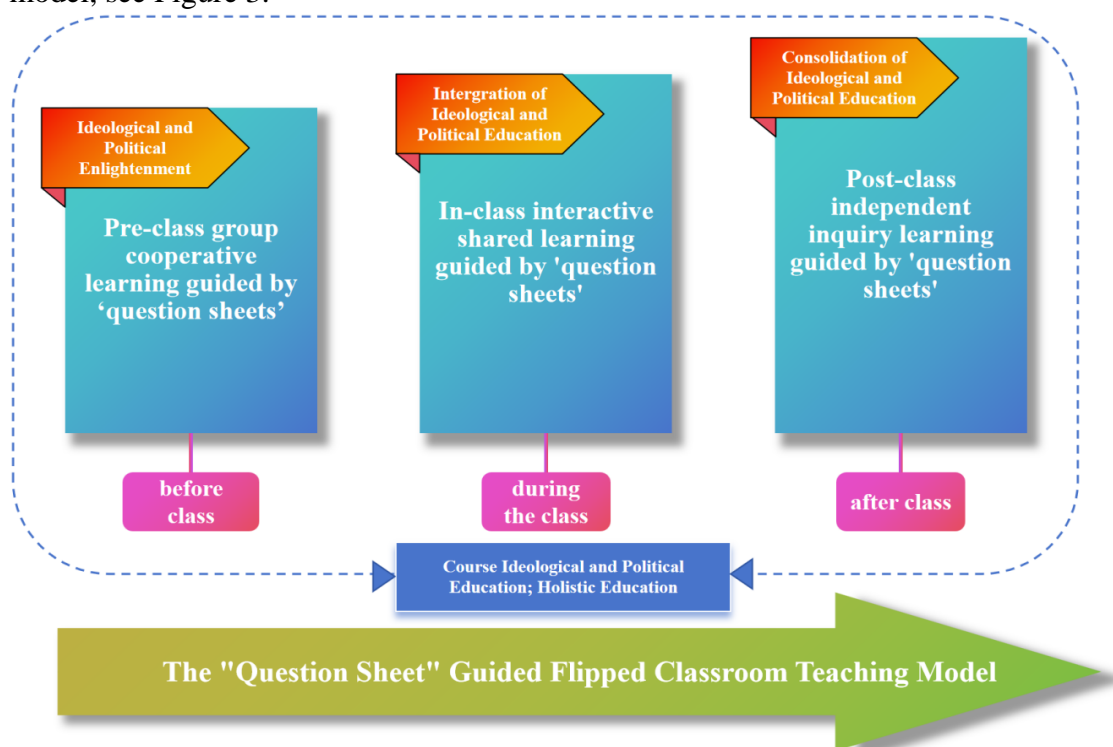 model, see Figure 3.
Ideological and
Political
Enlightenment
Pre-class group
cooperative
learning guided by
‘question sheets’
before
class
Intergration of
Ideological and
Political Education
In-class interactive
shared learning
guided by 'question
sheets'
during
the class
Consolidation of
Ideological and
Political Education
Post-class
independent
inquiry learning
guided by 'question
sheets'
after class
Course Ideological and Political
Education; Holistic Education
The "Question Sheet" Guided Flipped Classroom Teaching Model